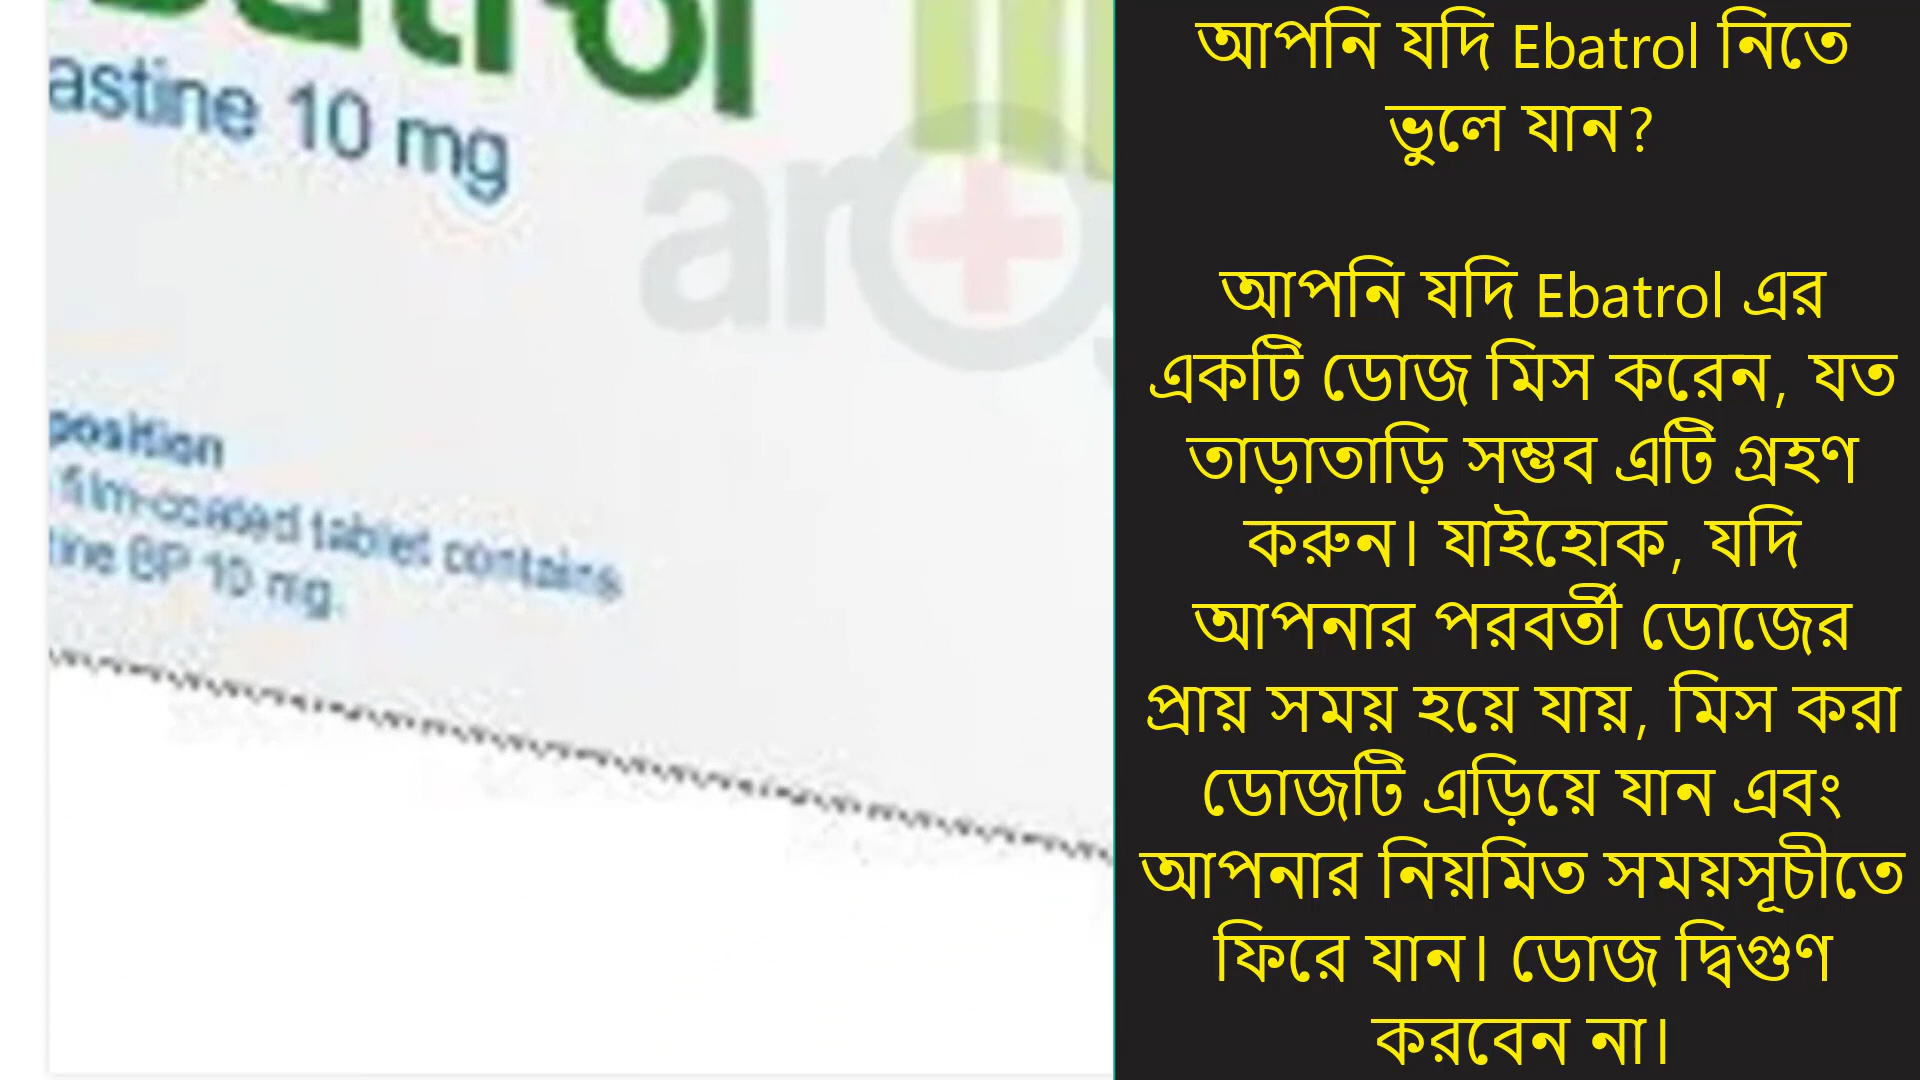 astine 10 mg
position
film-coated tablet contains
tine BP 10 mg.
আপনি যদি Ebatrol নিতে
ভুলে যান?
আপনি যদি Ebatrol এর
একটি ডোজ মিস করেন, যত
তাড়াতাড়ি সম্ভব এটি গ্রহণ
করুন। যাইহোক, যদি
আপনার পরবর্তী ডোজের
প্রায় সময় হয়ে যায়, মিস করা
ডোজটি এড়িয়ে যান এবং
আপনার নিয়মিত সময়সূচীতে
ফিরে যান। ডোজ দ্বিগুণ
করবেন না।